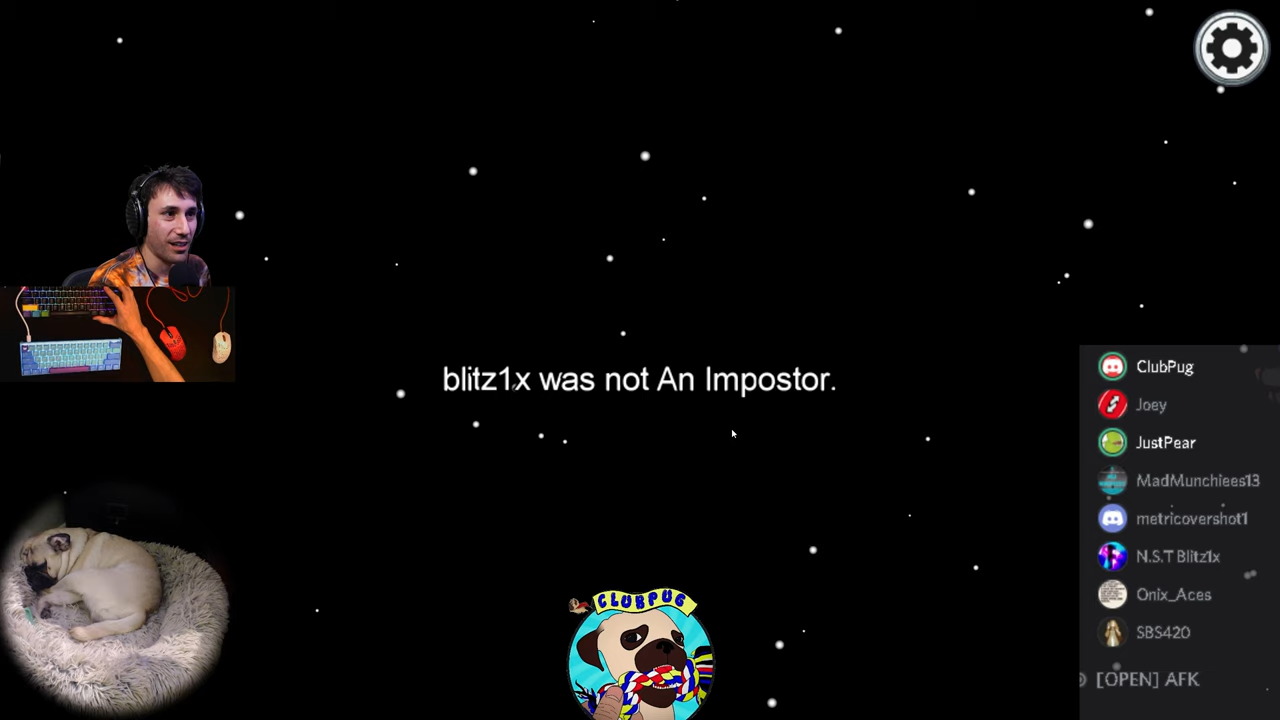 blitz1x was not An Impostor.
ClubPug
Joey
JustPear
MadMunchiees13
metricovershot1
N.S.T Blitz1x
Onix_Aces
SBS420
[OPEN] AFK
CLUBPUG